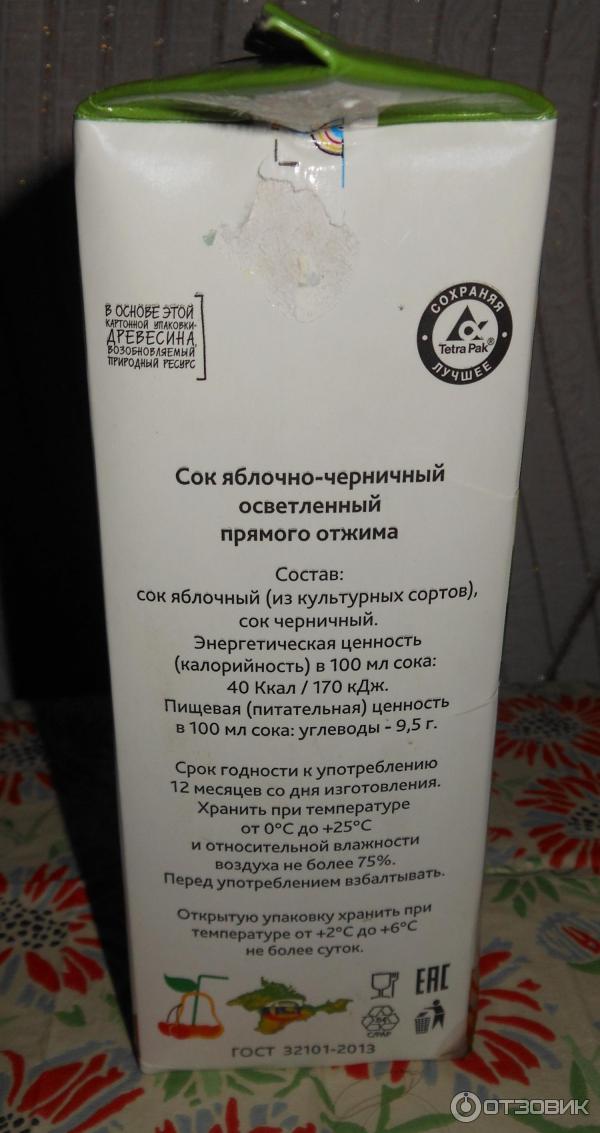 В ОСНОВЕ ЭТОЙ
КАРТОННОЙ УПАКОВКИ-
ДРЕВЕСИНА,
ВОЗОБНОВЛЯЕМЫЙ
ПРИРОДНЫЙ РЕСУРС
СОХРАНЯЯ
Tetra Pak®
ЛУЧШЕЕ
Сок яблочно-черничный
осветленный
прямого отжима
Состав:
сок яблочный (из культурных сортов),
сок черничный.
Энергетическая ценность
(калорийность) в 100 мл сока:
40 Ккал / 170 кДж.
Пищевая (питательная) ценность
в 100 мл сока: углеводы - 9,5 г.
Срок годности к употреблению
12 месяцев со дня изготовления.
Хранить при температуре
от 0°С до +25°С
и относительной влажности
воздуха не более 75%.
Перед употреблением взбалтывать.
Открытую упаковку хранить при
температуре от +2°С до +6°С
не более суток.
EAC
84
C/PAP
ГОСТ 32101-2013
ОТЗОВИК